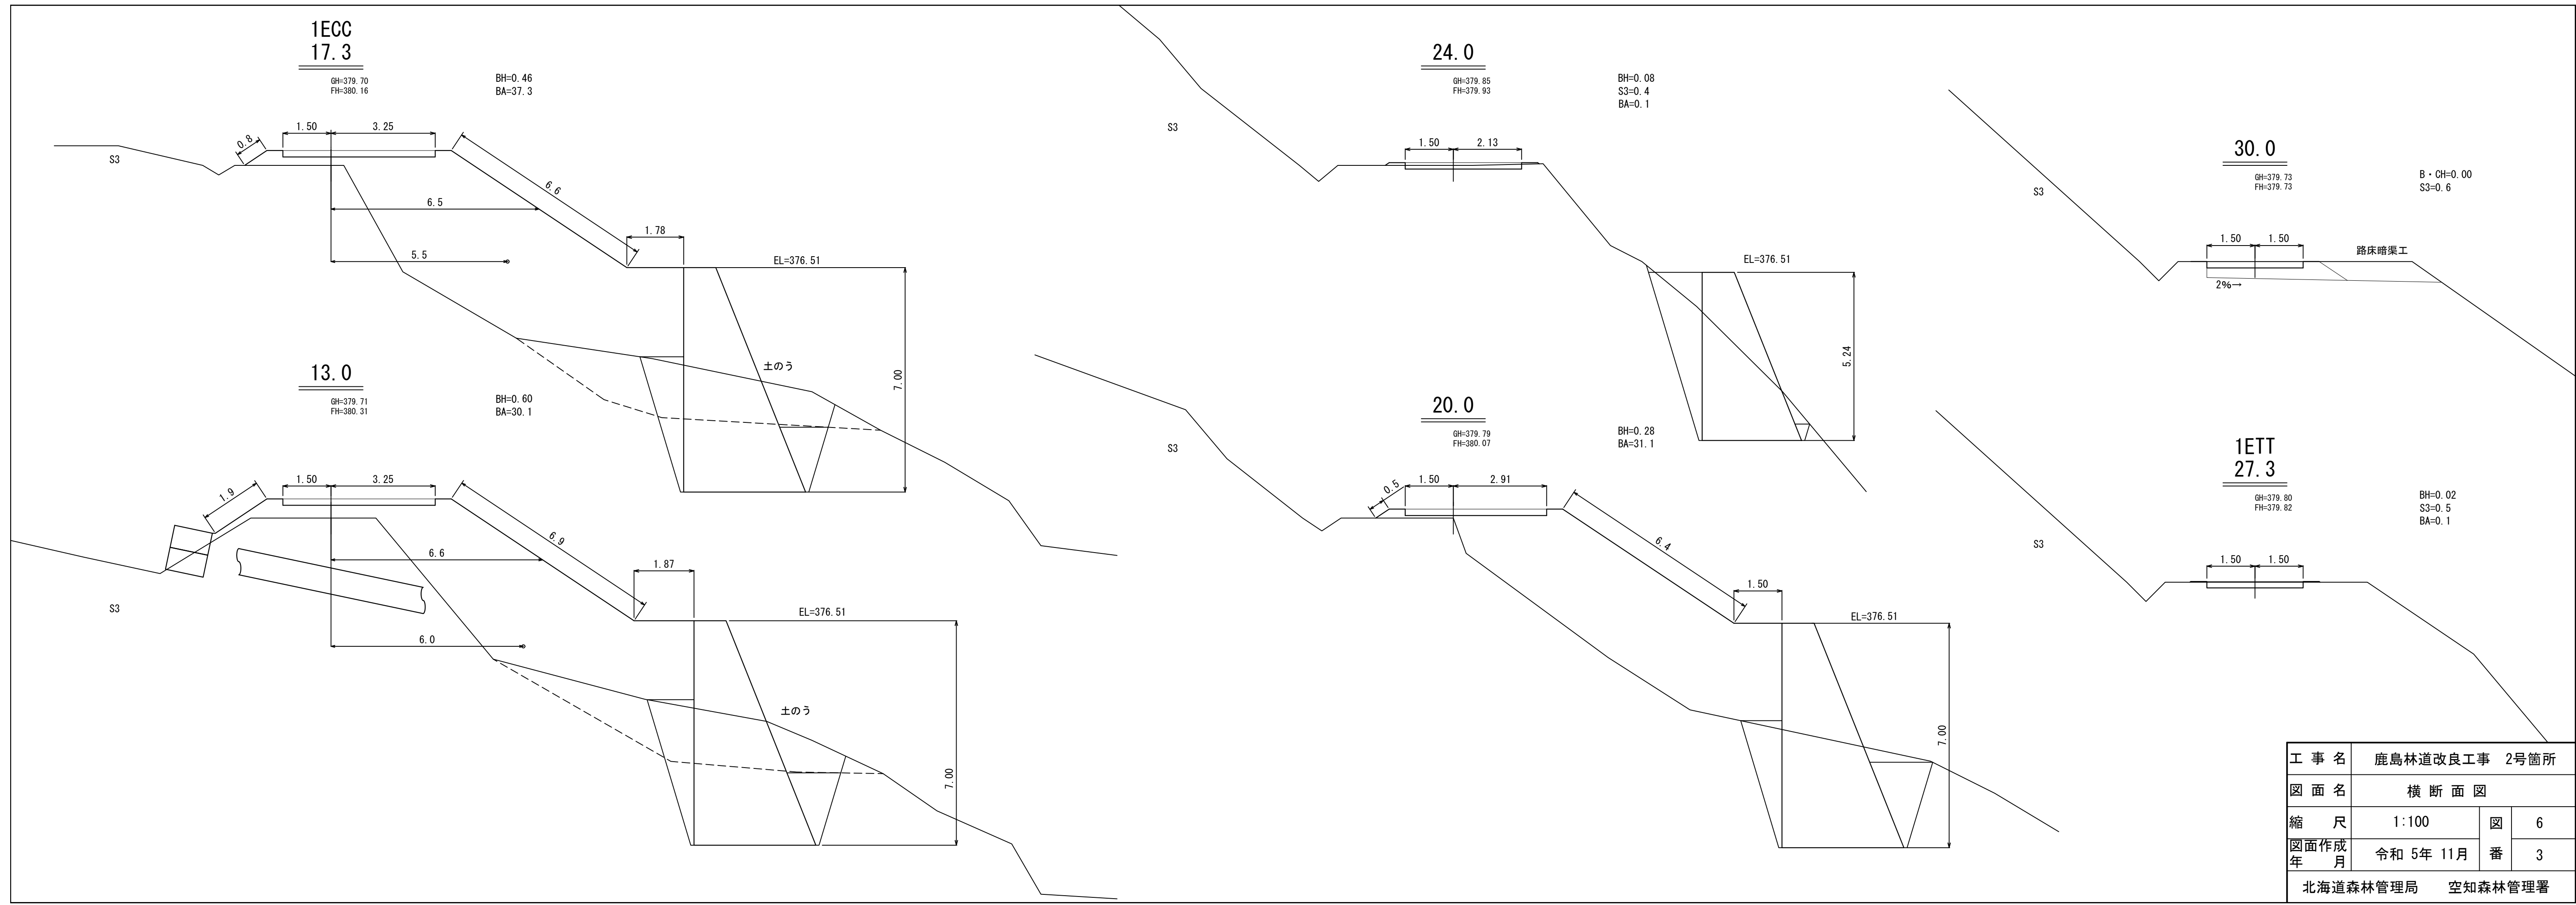 1ECC
17.3
GH=379.70
FH=380.16
BH=0.46
BA=37.3
S3
0.8
1.50
3.25
6.6
6.5
5.5
1.78
EL=376.51
土のう
7.00
13.0
GH=379.71
FH=380.31
BH=0.60
BA=30.1
1.9
1.50
3.25
6.9
6.6
6.0
1.87
EL=376.51
S3
土のう
7.00
24.0
GH=379.85
FH=379.93
BH=0.08
S3=0.4
BA=0.1
S3
1.50
2.13
EL=376.51
5.24
20.0
GH=379.79
FH=380.07
BH=0.28
BA=31.1
S3
0.5
1.50
2.91
6.4
1.50
EL=376.51
7.00
30.0
GH=379.73
FH=379.73
B・CH=0.00
S3=0.6
S3
1.50
1.50
路床暗渠工
2%→
1ETT
27.3
GH=379.80
FH=379.82
BH=0.02
S3=0.5
BA=0.1
S3
1.50
1.50
工事名 鹿島林道改良工事 2号箇所
図面名 横断面図
縮尺 1:100 図 6
図面作成年月 令和 5年 11月 番 3
北海道森林管理局 空知森林管理署